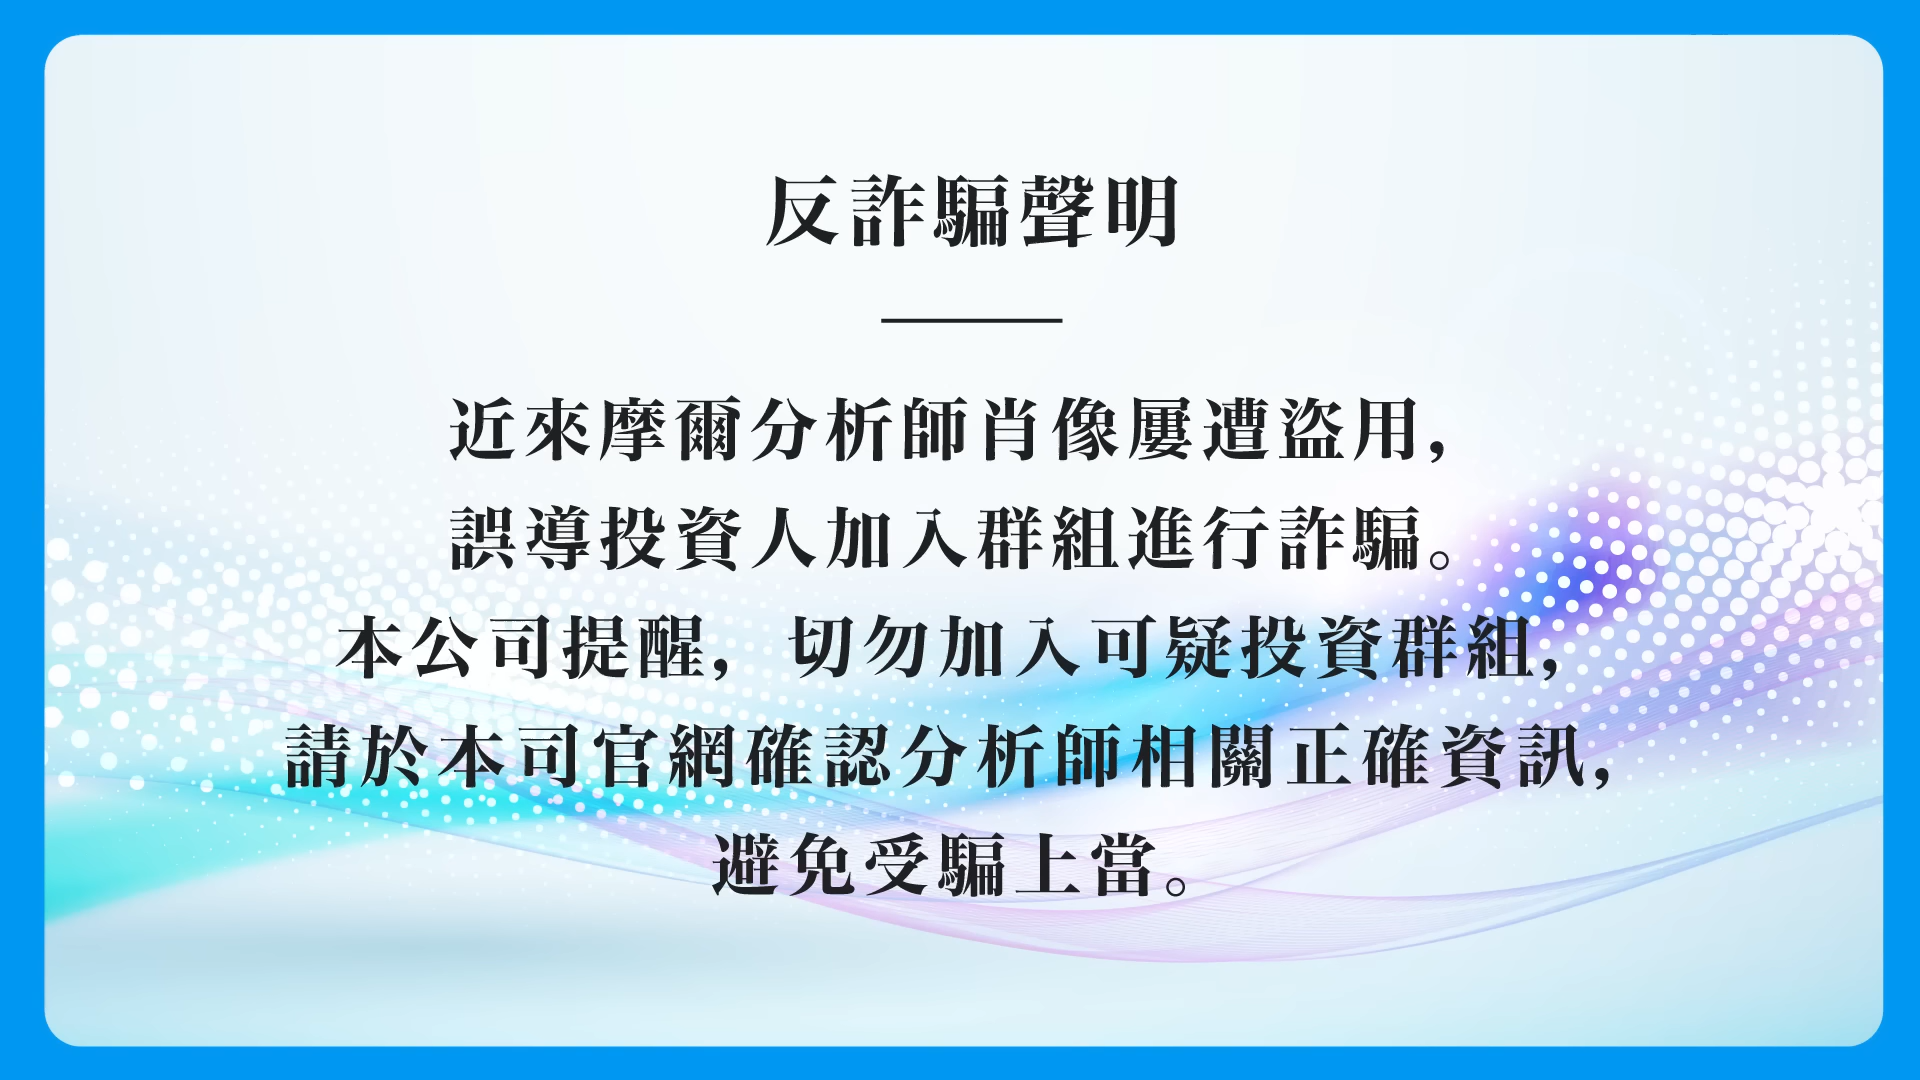 反詐騙聲明
近來摩爾分析師肖像屢遭盜用，
誤導投資人加入群組進行詐騙。
本公司提醒，切勿加入可疑投資群組，
請於本司官網確認分析師相關正確資訊，
避免受騙上當。